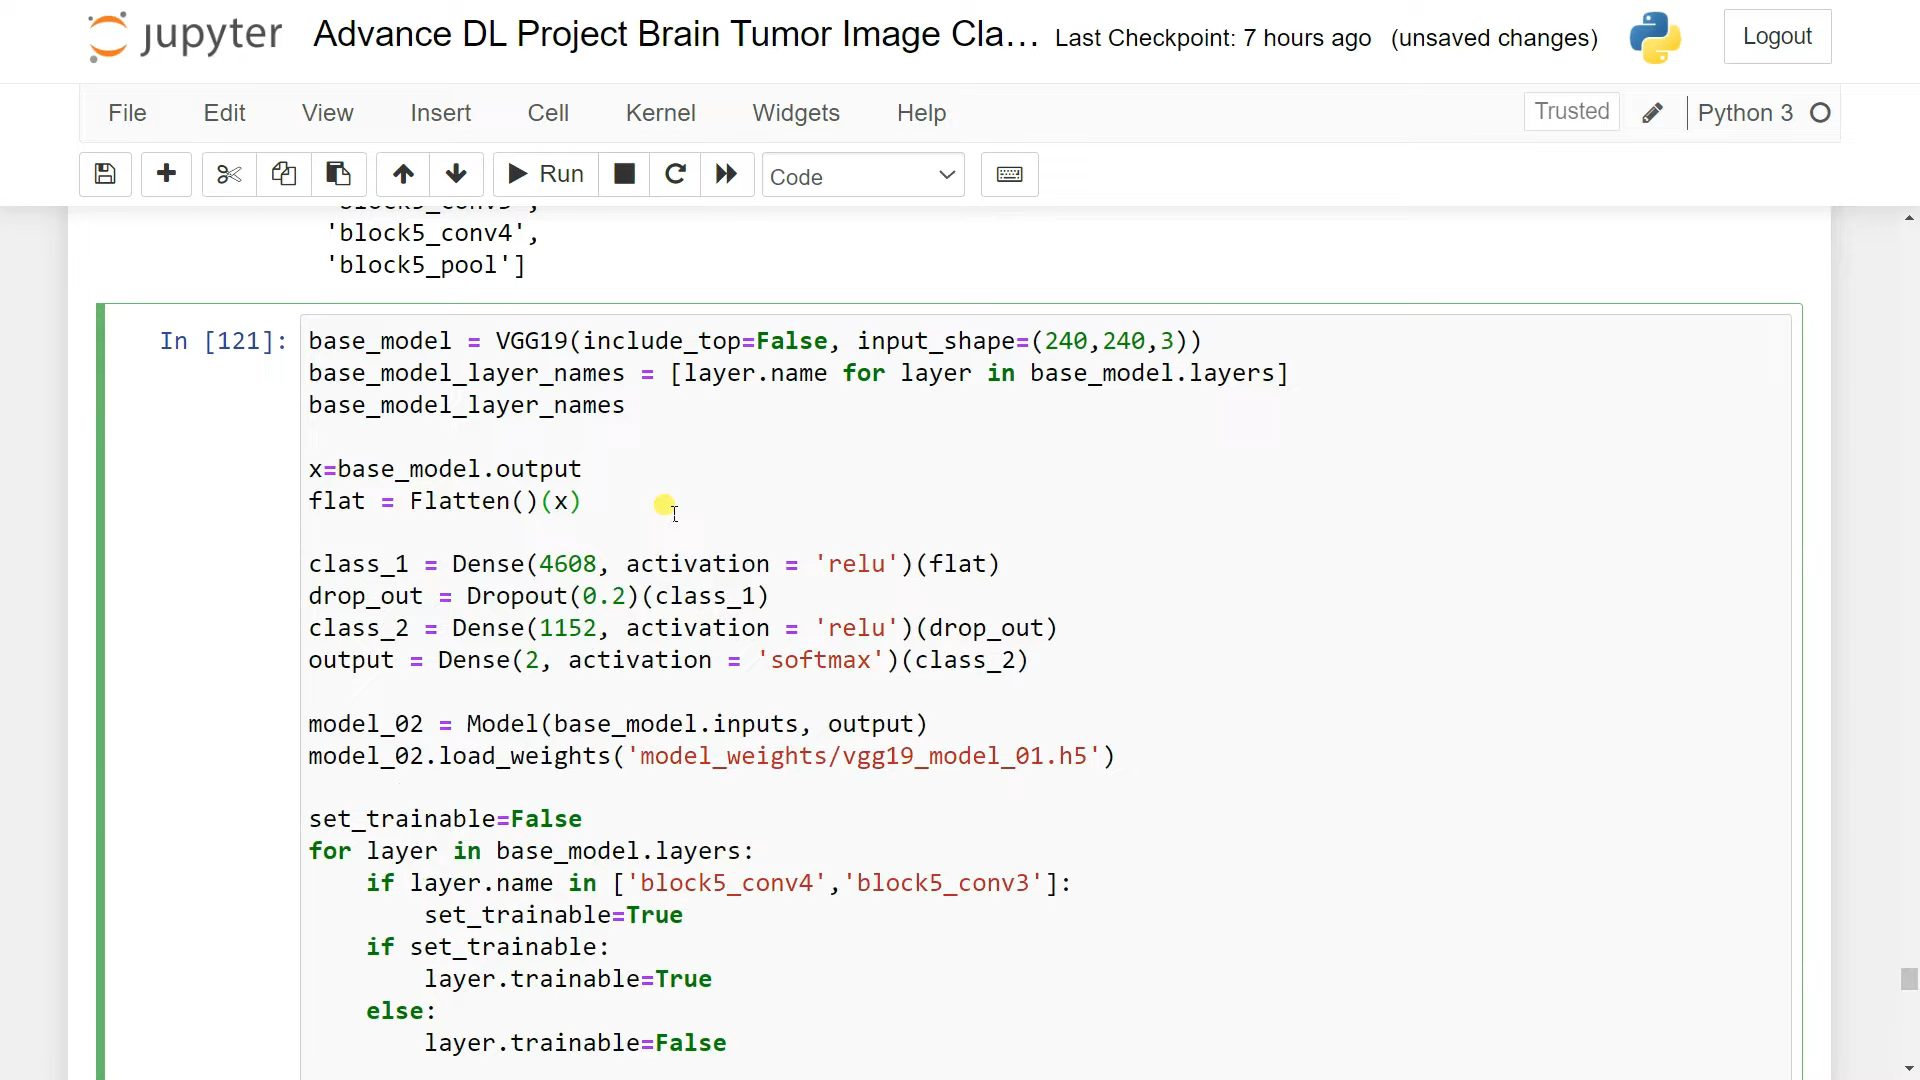 jupyter Advance DL Project Brain Tumor Image Cla... Last Checkpoint: 7 hours ago (unsaved changes) Logout
File Edit View Insert Cell Kernel Widgets Help Trusted Python 3
Run Code
'block5_conv4',
'block5_pool']
In [121]: base_model = VGG19(include_top=False, input_shape=(240,240,3))
base_model_layer_names = [layer.name for layer in base_model.layers]
base_model_layer_names
x=base_model.output
flat = Flatten()(x)
class_1 = Dense(4608, activation = 'relu')(flat)
drop_out = Dropout(0.2)(class_1)
class_2 = Dense(1152, activation = 'relu')(drop_out)
output = Dense(2, activation = 'softmax')(class_2)
model_02 = Model(base_model.inputs, output)
model_02.load_weights('model_weights/vgg19_model_01.h5')
set_trainable=False
for layer in base_model.layers:
    if layer.name in ['block5_conv4','block5_conv3']:
        set_trainable=True
    if set_trainable:
        layer.trainable=True
    else:
        layer.trainable=False